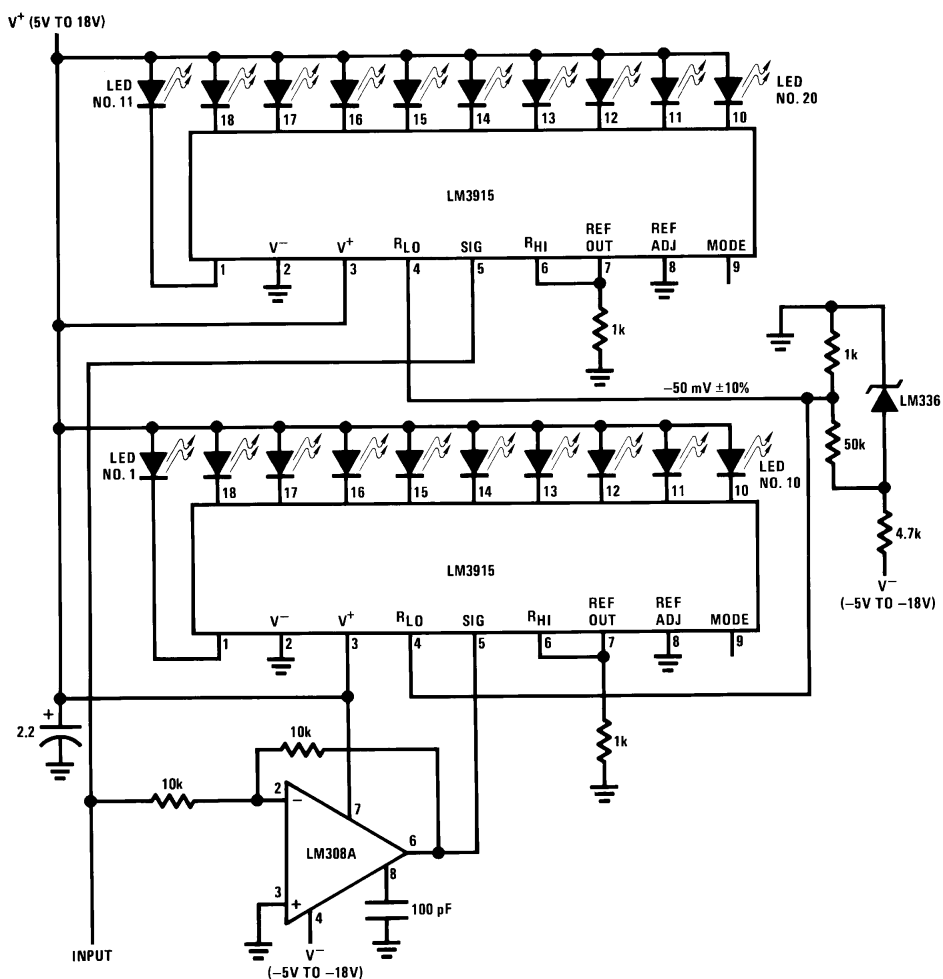 V+ (5V TO 18V)
LED
NO. 11
LED
NO. 20
18 17 16 15 14 13 12 11 10
LM3915
V− V+ RLO SIG RHI REF OUT REF ADJ MODE
1 2 3 4 5 6 7 8 9
1k
1k
−50 mV ±10%
LM336
50k
LED
NO. 1
LED
NO. 10
18 17 16 15 14 13 12 11 10
4.7k
V−
(−5V TO −18V)
LM3915
V− V+ RLO SIG RHI REF OUT REF ADJ MODE
1 2 3 4 5 6 7 8 9
+
2.2
10k
1k
10k
2
−
7
6
LM308A
8
3
+
4
100 pF
INPUT
V−
(−5V TO −18V)